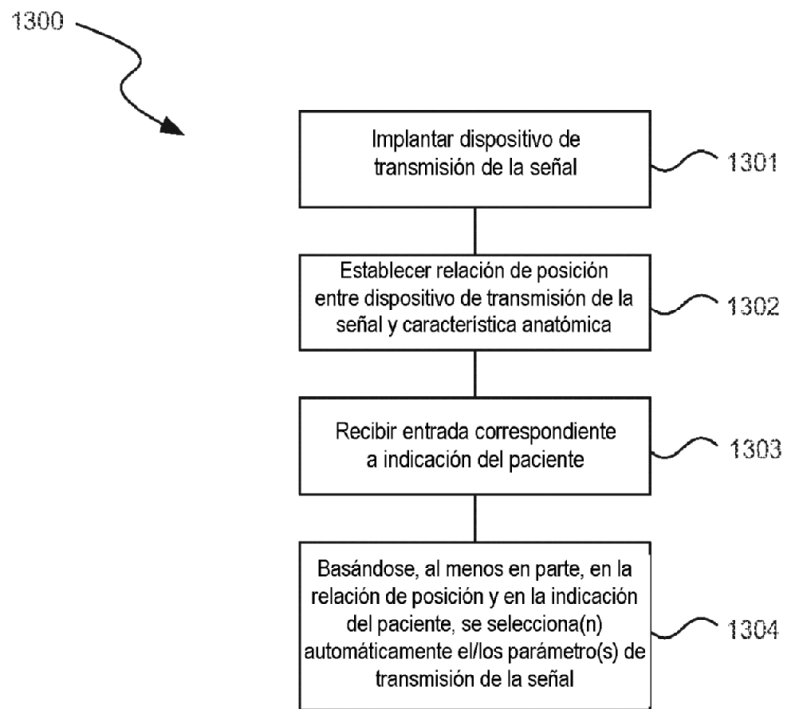 1300
Implantar dispositivo de
transmisión de la señal
1301
Establecer relación de posición
entre dispositivo de transmisión de la
señal y característica anatómica
1302
Recibir entrada correspondiente
a indicación del paciente
1303
Basándose, al menos en parte, en la
relación de posición y en la indicación
del paciente, se selecciona(n)
automáticamente el/los parámetro(s) de
transmisión de la señal
1304